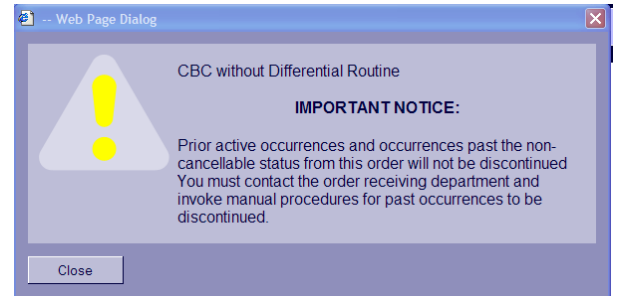 -- Web Page Dialog
CBC without Differential Routine
IMPORTANT NOTICE:
Prior active occurrences and occurrences past the non-
cancellable status from this order will not be discontinued
You must contact the order receiving department and
invoke manual procedures for past occurrences to be
discontinued.
Close